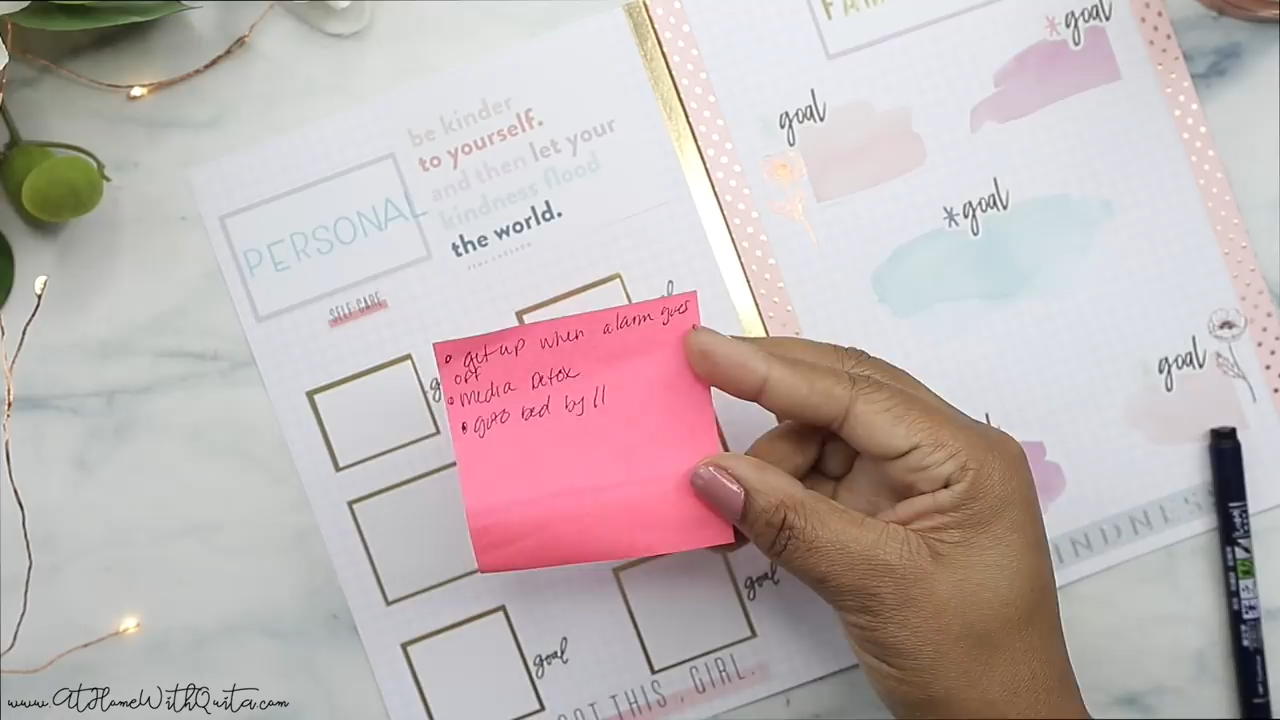 FAM
*goal
be kinder
to yourself.
and then let your
kindness flood
the world.
PERSONAL
SELF-CARE
goal
*goal
goal
• get up when alarm goes
off
• Media Detox
• go to bed by 11
goal
goal
GOT THIS, GIRL.
KINDNESS
www.AtHomeWithQuita.com